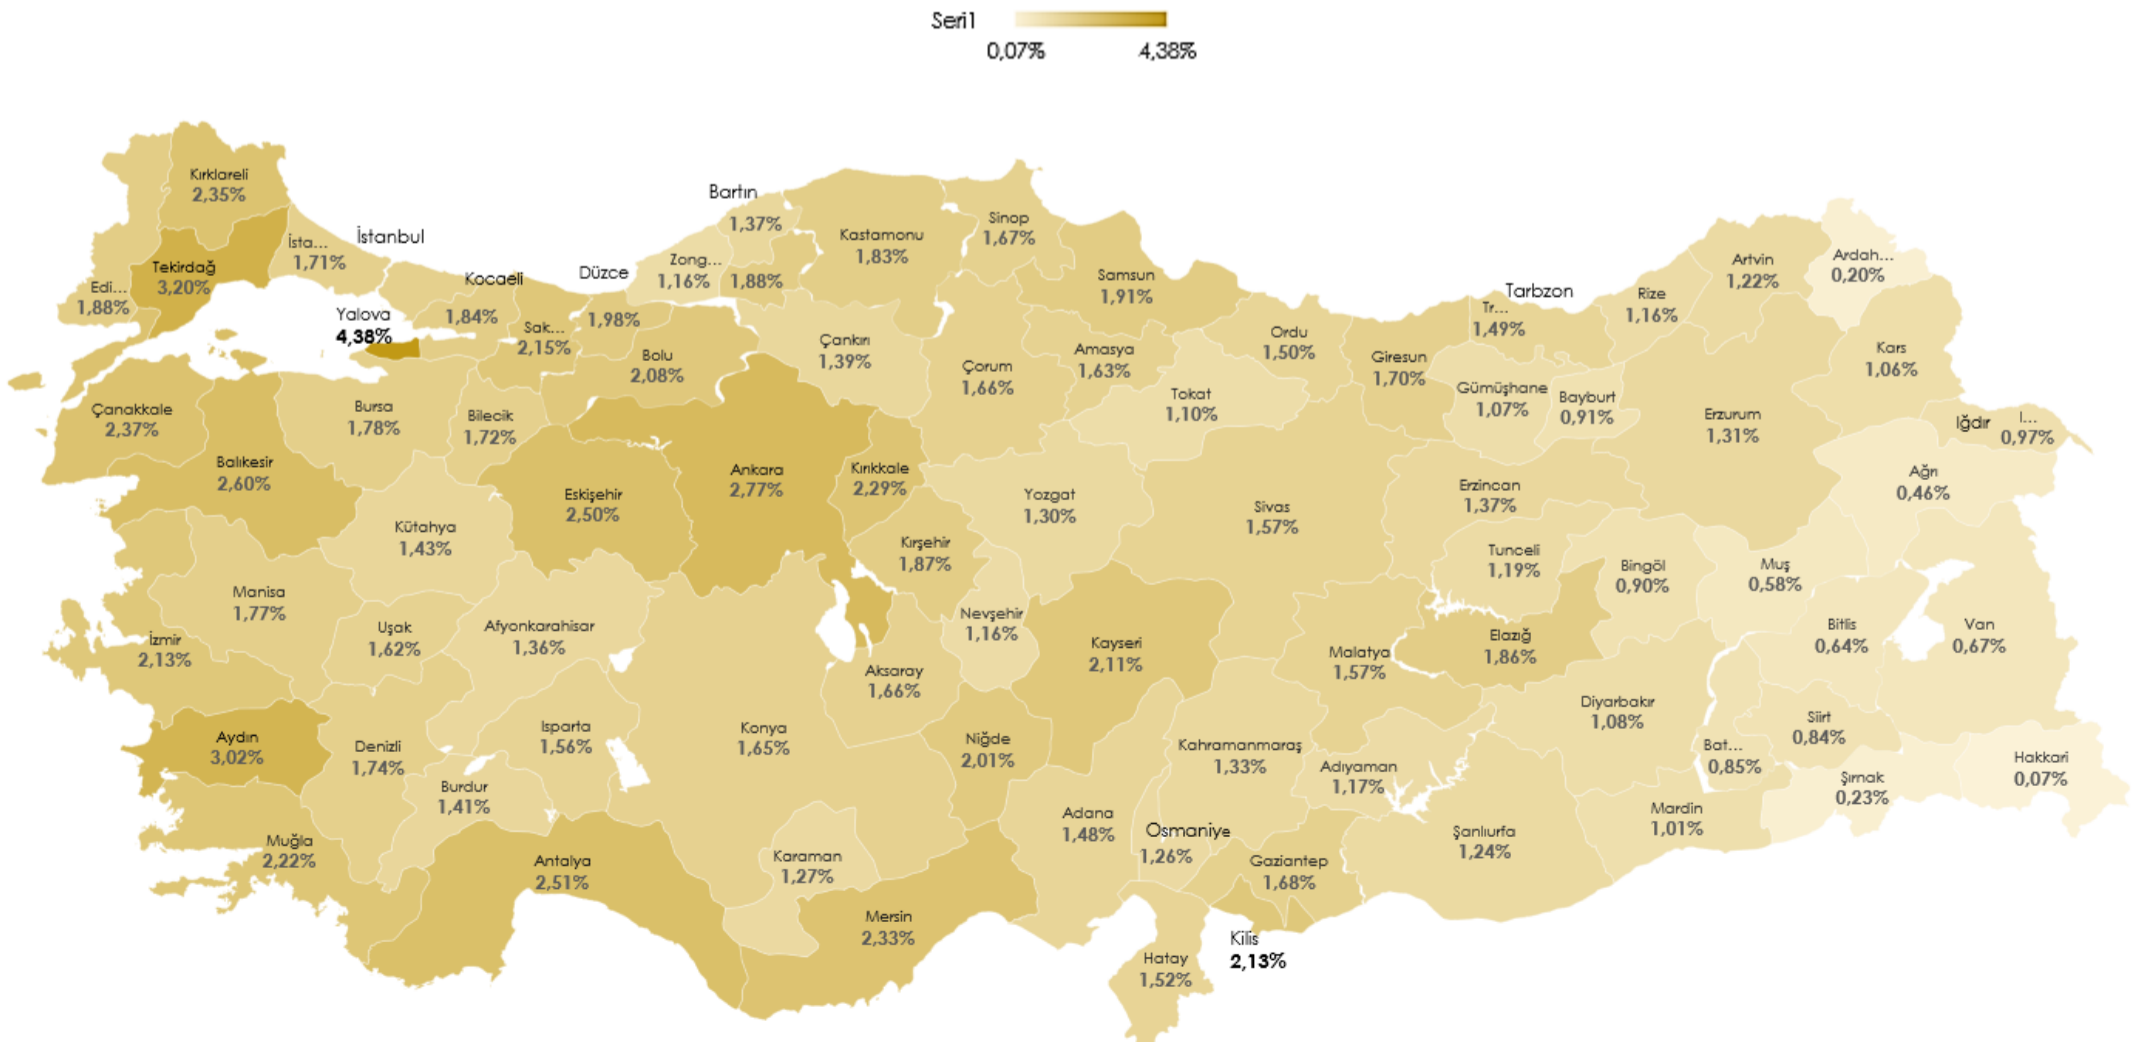 Seri1
0,07% 4,38%
Kırklareli
2,35%
Bartın
1,37%
Kastamonu
1,83%
Sinop
1,67%
İsta...
1,71%
İstanbul
Tekirdağ
3,20%
Edi...
1,88%
Kocaeli
1,84%
Düzce
1,98%
Zong...
1,16%
1,88%
Samsun
1,91%
Tarbzon
Tr...
1,49%
Rize
1,16%
Artvin
1,22%
Ardah...
0,20%
Yalova
4,38%
Sak...
2,15%
Bolu
2,08%
Çankırı
1,39%
Çorum
1,66%
Amasya
1,63%
Ordu
1,50%
Giresun
1,70%
Kars
1,06%
Çanakkale
2,37%
Bursa
1,78%
Bilecik
1,72%
Tokat
1,10%
Gümüşhane
1,07%
Bayburt
0,91%
Erzurum
1,31%
Iğdır
I...
0,97%
Balıkesir
2,60%
Eskişehir
2,50%
Ankara
2,77%
Kırıkkale
2,29%
Yozgat
1,30%
Sivas
1,57%
Erzincan
1,37%
Ağrı
0,46%
Kütahya
1,43%
Kırşehir
1,87%
Tunceli
1,19%
Bingöl
0,90%
Muş
0,58%
Manisa
1,77%
Uşak
1,62%
Afyonkarahisar
1,36%
Nevşehir
1,16%
Kayseri
2,11%
Malatya
1,57%
Elazığ
1,86%
Bitlis
0,64%
Van
0,67%
İzmir
2,13%
Aksaray
1,66%
Aydın
3,02%
Denizli
1,74%
Isparta
1,56%
Konya
1,65%
Niğde
2,01%
Kahramanmaraş
1,33%
Adıyaman
1,17%
Diyarbakır
1,08%
Siirt
0,84%
Bat...
0,85%
Şırnak
0,23%
Hakkari
0,07%
Burdur
1,41%
Muğla
2,22%
Antalya
2,51%
Karaman
1,27%
Adana
1,48%
Osmaniye
1,26%
Gaziantep
1,68%
Şanlıurfa
1,24%
Mardin
1,01%
Mersin
2,33%
Kilis
2,13%
Hatay
1,52%